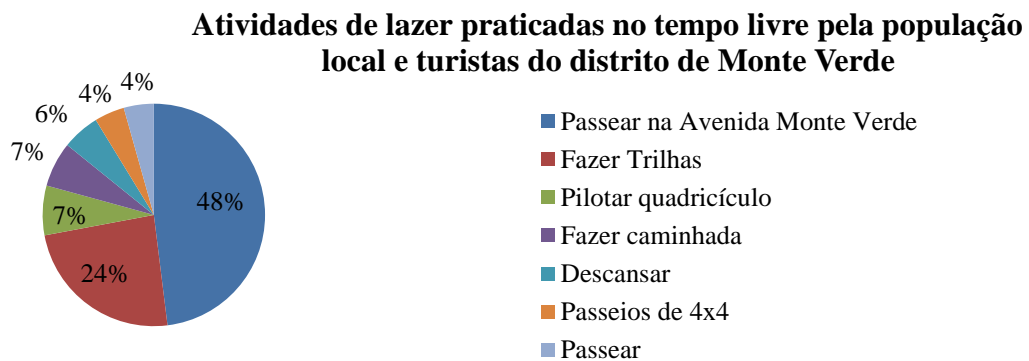 Atividades de lazer praticadas no tempo livre pela população
local e turistas do distrito de Monte Verde
4%
4%
6%
7%
7%
24%
48%
Passear na Avenida Monte Verde
Fazer Trilhas
Pilotar quadricículo
Fazer caminhada
Descansar
Passeios de 4x4
Passear